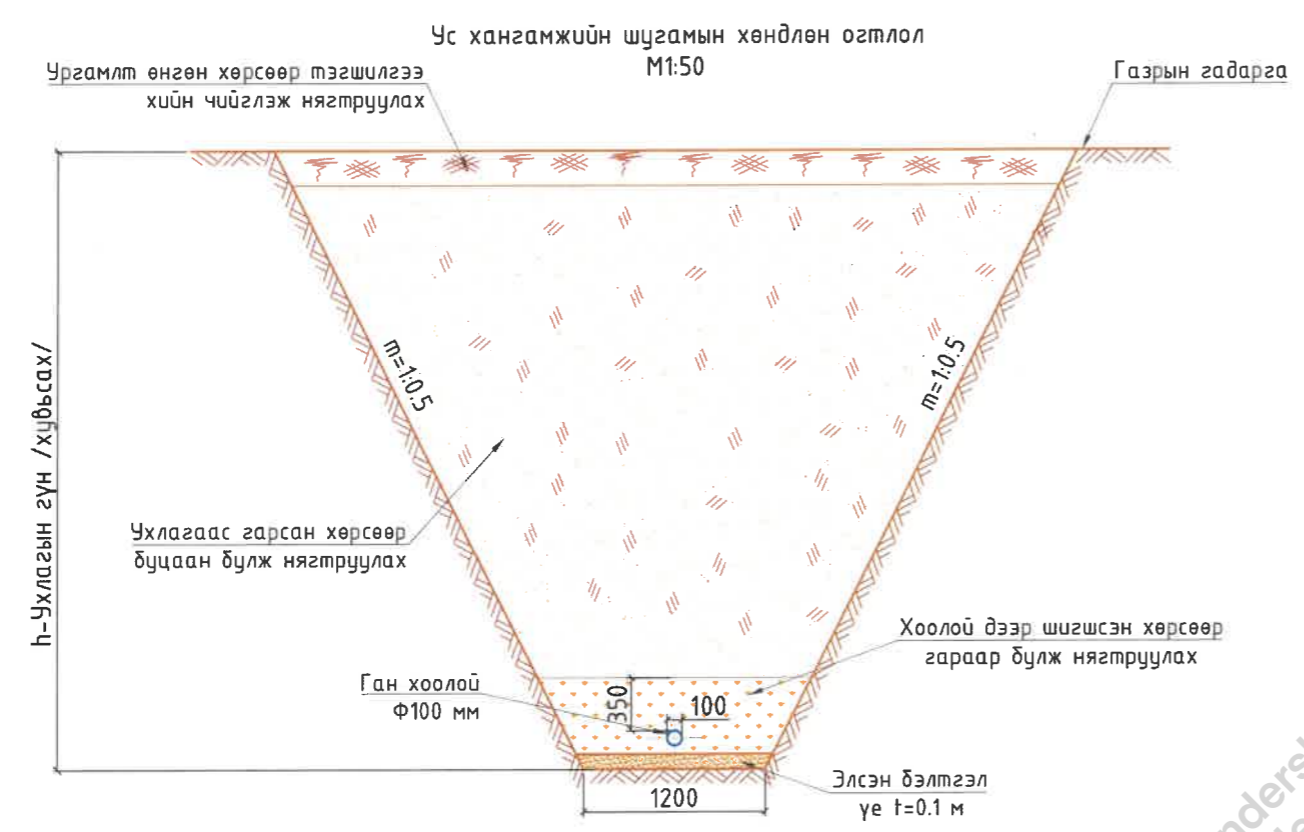 Ус хангамжийн шугамын хөндлөн огтлол
М1:50
Ургамлт өнгөн хөрсөөр тэгшилгээ
хийн чийглэж нягтруулах
Газрын гадарга
h-Ухлагын гүн /хувьсах/
m=1:0.5
m=1:0.5
Ухлагаас гарсан хөрсөөр
буцаан булж нягтруулах
Хоолой дээр шигшсэн хөрсөөр
гараар булж нягтруулах
Ган хоолой
Ф100 мм
350
100
1200
Элсэн бэлтгэл
үе t=0.1 м